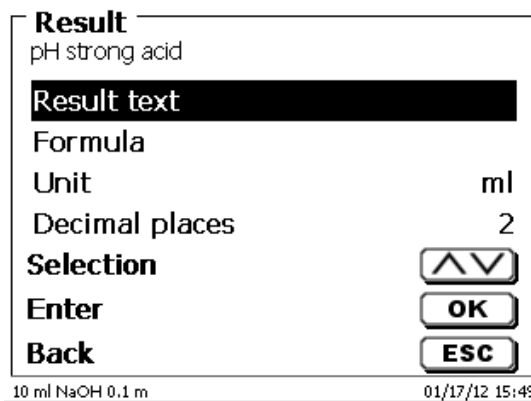 Result
pH strong acid
Result text
Formula
Unit ml
Decimal places 2
Selection
Enter OK
Back ESC
10 ml NaOH 0.1 m 01/17/12 15:49